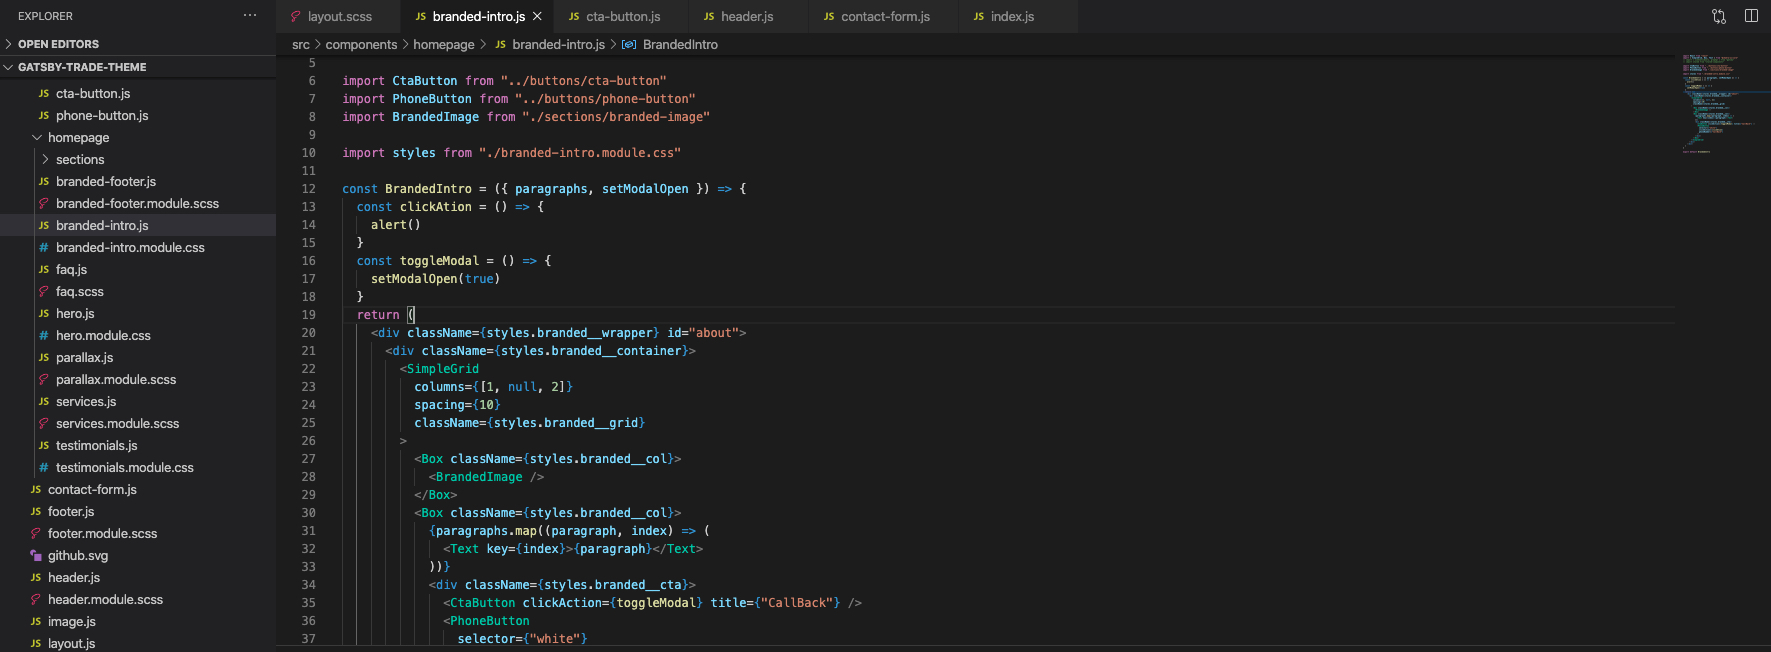 EXPLORER
OPEN EDITORS
GATSBY-TRADE-THEME
JS cta-button.js
JS phone-button.js
homepage
sections
JS branded-footer.js
branded-footer.module.scss
JS branded-intro.js
# branded-intro.module.css
JS faq.js
faq.scss
JS hero.js
# hero.module.css
JS parallax.js
parallax.module.scss
JS services.js
services.module.scss
JS testimonials.js
# testimonials.module.css
JS contact-form.js
JS footer.js
footer.module.scss
github.svg
JS header.js
header.module.scss
JS image.js
JS layout.js
layout.scss
JS branded-intro.js
JS cta-button.js
JS header.js
JS contact-form.js
JS index.js
src > components > homepage > JS branded-intro.js > BrandedIntro
5
6 import CtaButton from "../buttons/cta-button"
7 import PhoneButton from "../buttons/phone-button"
8 import BrandedImage from "./sections/branded-image"
9
10 import styles from "./branded-intro.module.css"
11
12 const BrandedIntro = ({ paragraphs, setModalOpen }) => {
13 const clickAtion = () => {
14 alert()
15 }
16 const toggleModal = () => {
17 setModalOpen(true)
18 }
19 return (
20 <div className={styles.branded__wrapper} id="about">
21 <div className={styles.branded__container}>
22 <SimpleGrid
23 columns={[1, null, 2]}
24 spacing={10}
25 className={styles.branded__grid}
26 >
27 <Box className={styles.branded__col}>
28 <BrandedImage />
29 </Box>
30 <Box className={styles.branded__col}>
31 {paragraphs.map((paragraph, index) => (
32 <Text key={index}>{paragraph}</Text>
33 ))}
34 <div className={styles.branded__cta}>
35 <CtaButton clickAction={toggleModal} title={"CallBack"} />
36 <PhoneButton
37 selector={"white"}